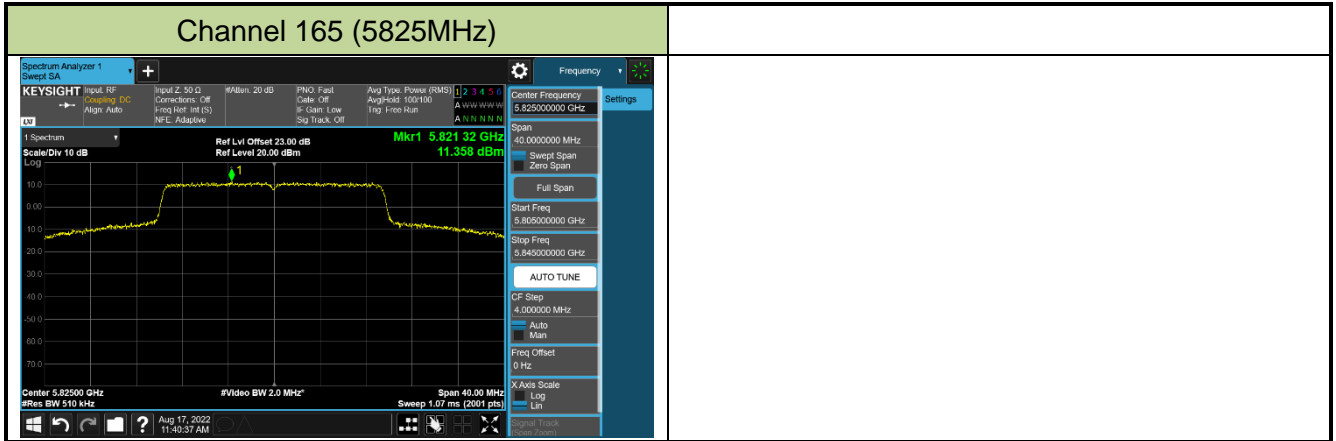 Channel 165 (5825MHz)
Spectrum Analyzer 1
Swept SA
Frequency
KEYSIGHT
Input: RF
Coupling: DC
Align: Auto
Input Z: 50 Ω
Corrections: Off
Freq Ref: Int (S)
NFE: Adaptive
#Atten: 20 dB
PNO: Fast
Gate: Off
IF Gain: Low
Sig Track: Off
Avg Type: Power (RMS)
Avg|Hold: 100/100
Trig: Free Run
1 2 3 4 5 6
A W W W W W
A N N N N N
LXI
1 Spectrum
Scale/Div 10 dB
Log
Ref Lvl Offset 23.00 dB
Ref Level 20.00 dBm
Mkr1 5.821 32 GHz
11.358 dBm
1
10.0
0.00
-10.0
-20.0
-30.0
-40.0
-50.0
-60.0
-70.0
Center 5.82500 GHz
#Res BW 510 kHz
#Video BW 2.0 MHz*
Span 40.00 MHz
Sweep 1.07 ms (2001 pts)
Center Frequency
5.825000000 GHz
Settings
Span
40.0000000 MHz
Swept Span
Zero Span
Full Span
Start Freq
5.805000000 GHz
Stop Freq
5.845000000 GHz
AUTO TUNE
CF Step
4.000000 MHz
Auto
Man
Freq Offset
0 Hz
X Axis Scale
Log
Lin
Signal Track
(Span Zoom)
?
Aug 17, 2022
11:40:37 AM